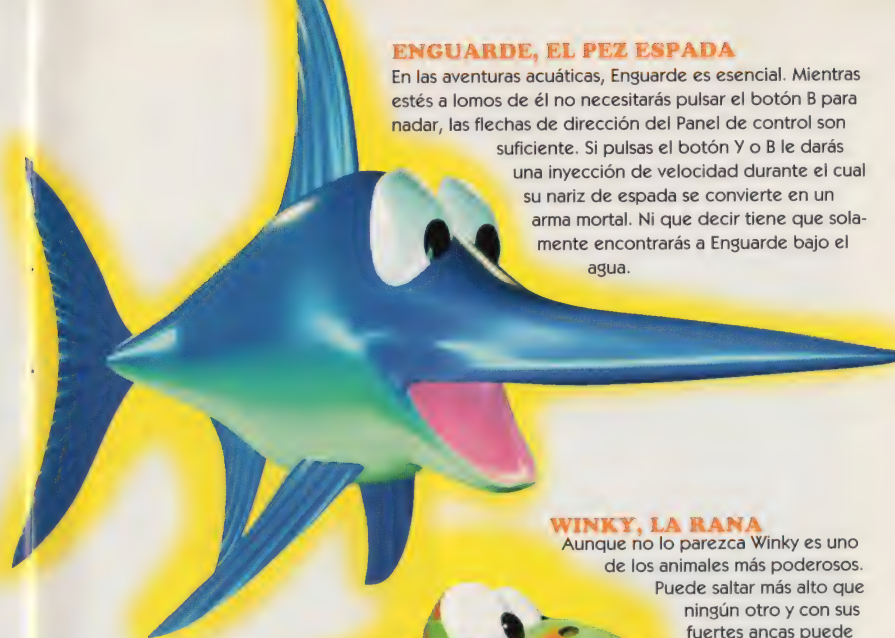 ENGUARDE, EL PEZ ESPADA
En las aventuras acuáticas, Enguarde es esencial. Mientras
estés a lomos de él no necesitarás pulsar el botón B para
nadar, las flechas de dirección del Panel de control son
suficiente. Si pulsas el botón Y o B le darás
una inyección de velocidad durante el cual
su nariz de espada se convierte en un
arma mortal. Ni que decir tiene que sola-
mente encontrarás a Enguarde bajo el
agua.
WINKY, LA RANA
Aunque no lo parezca Winky es uno
de los animales más poderosos.
Puede saltar más alto que
ningún otro y con sus
fuertes ancas puede